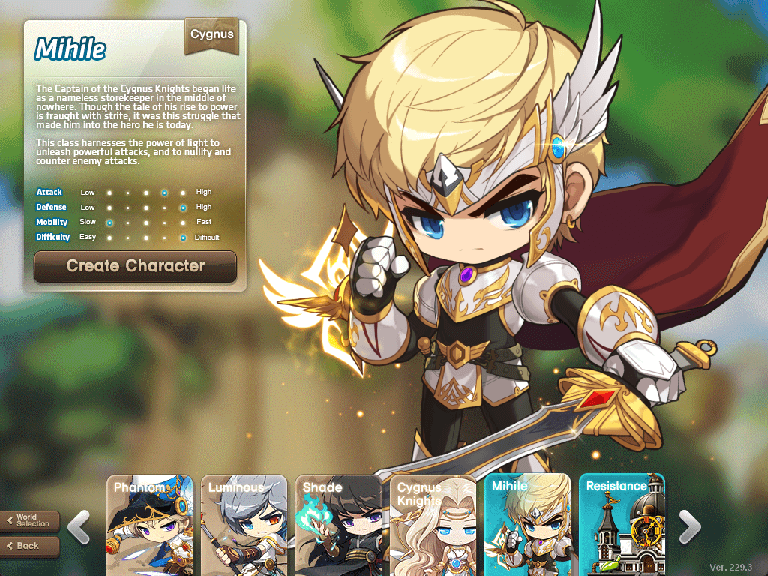 Mihile
Cygnus
The Captain of the Cygnus Knights began life
as a nameless storekeeper in the middle of
nowhere. Though the tale of his rise to power
is fraught with strife, it was this struggle that
made him into the hero he is today.
This class harnesses the power of light to
unleash powerful attacks, and to nullify and
counter enemy attacks.
Attack Low High
Defense Low High
Mobility Slow Fast
Difficulty Easy Difficult
Create Character
Phantom
Luminous
Shade
Cygnus
Knights
Mihile
Resistance
< World
Selection
< Back
Ver. 229.3